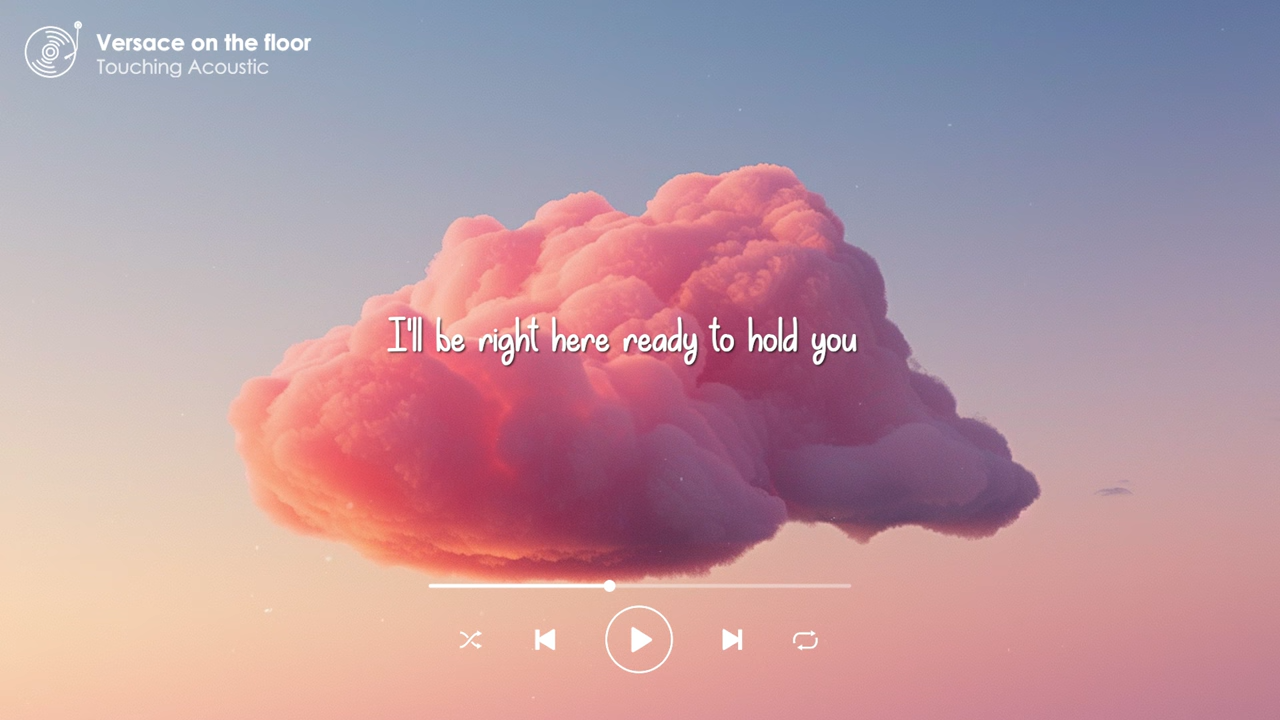 Versace on the floor
Touching Acoustic
I'll be right here ready to hold you